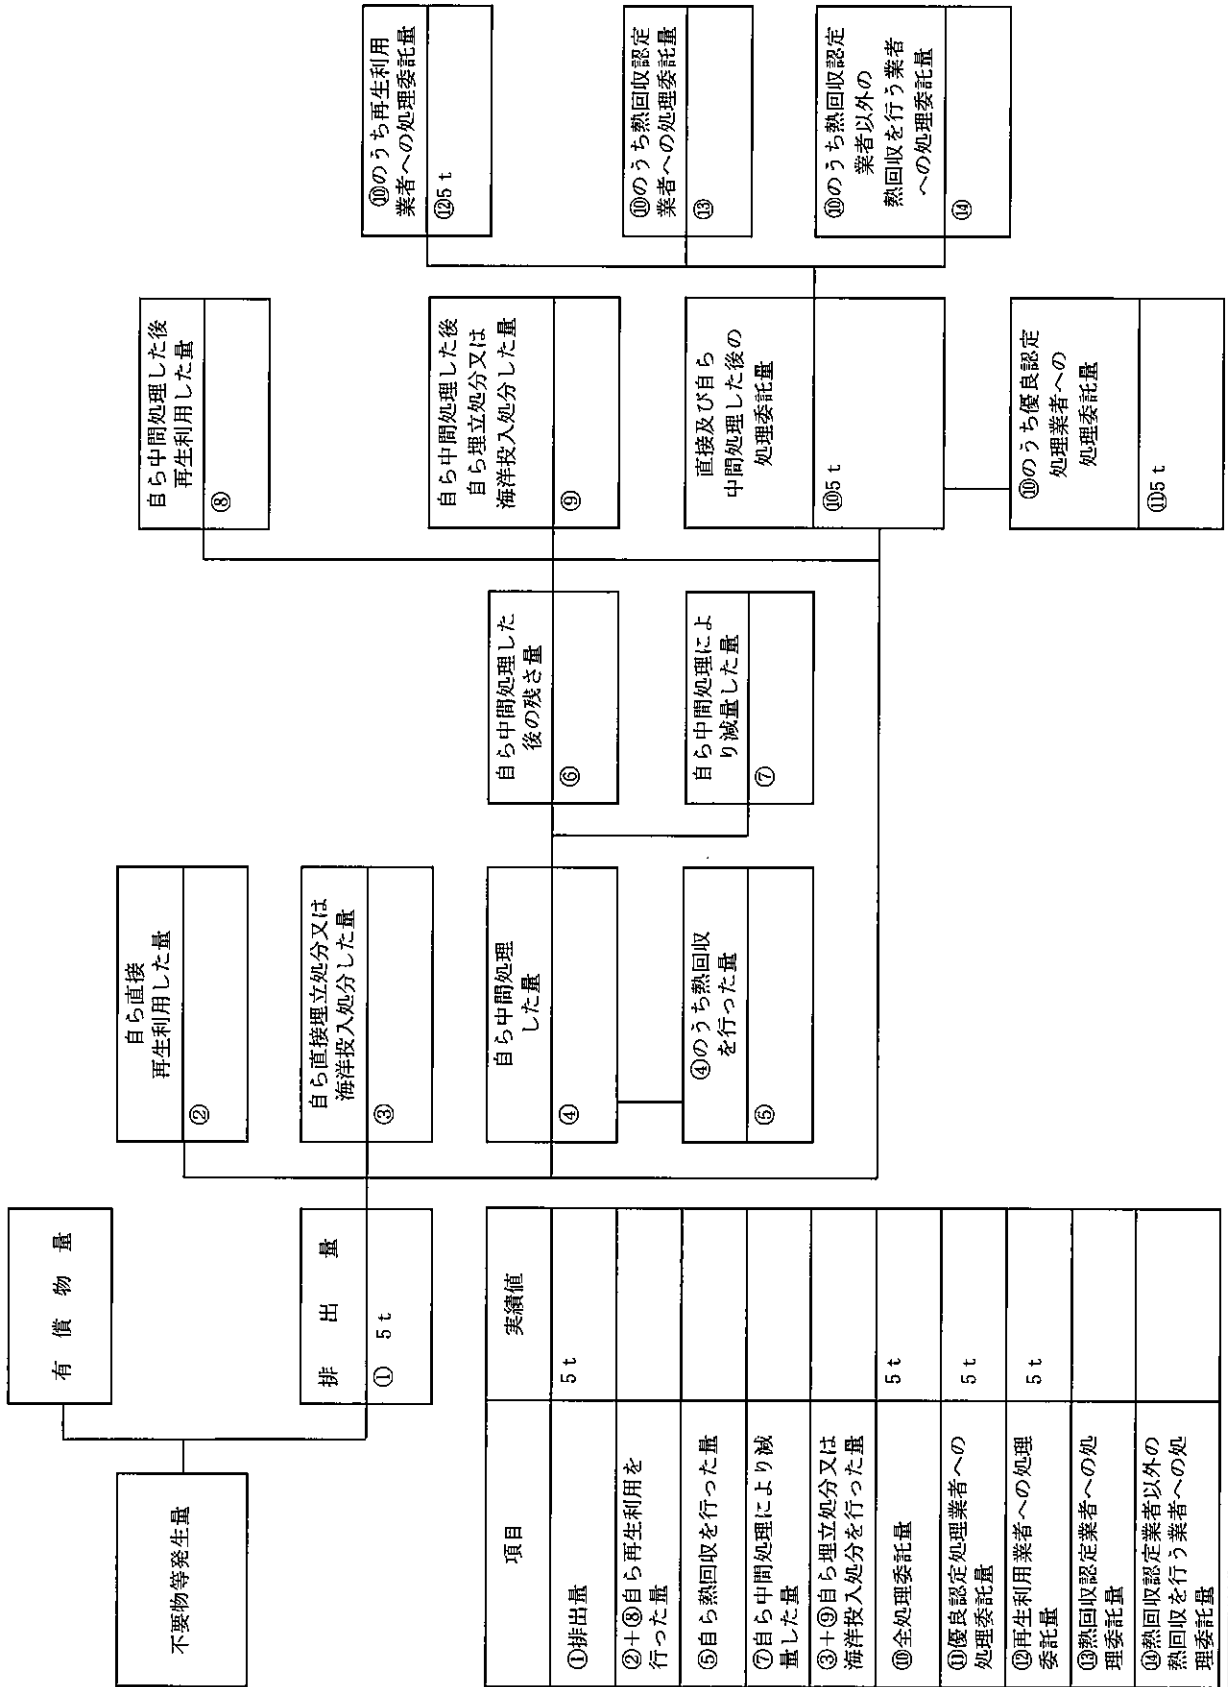 不要物等発生量
有償物量
排出量
① 5 t
自ら直接
再生利用した量
②
自ら直接埋立処分又は
海洋投入処分した量
③
自ら中間処理
した量
④
④のうち熱回収
を行った量
⑤
自ら中間処理した
後の残さ量
⑥
自ら中間処理によ
り減量した量
⑦
自ら中間処理した後
再生利用した量
⑧
自ら中間処理した後
自ら埋立処分又は
海洋投入処分した量
⑨
直接及び自ら
中間処理した後の
処理委託量
⑩5 t
⑩のうち優良認定
処理業者への
処理委託量
⑪5 t
⑩のうち再生利用
業者への処理委託量
⑫5 t
⑩のうち熱回収認定
業者への処理委託量
⑬
⑩のうち熱回収認定
業者以外の
熱回収を行う業者
への処理委託量
⑭
項目 実績値
①排出量 5 t
②+⑧自ら再生利用を
行った量
⑤自ら熱回収を行った量
⑦自ら中間処理により減
量した量
③+⑨自ら埋立処分又は
海洋投入処分を行った量
⑩全処理委託量 5 t
⑪優良認定処理業者への
処理委託量 5 t
⑫再生利用業者への処理
委託量 5 t
⑬熱回収認定業者への処
理委託量
⑭熱回収認定業者以外の
熱回収を行う業者への処
理委託量